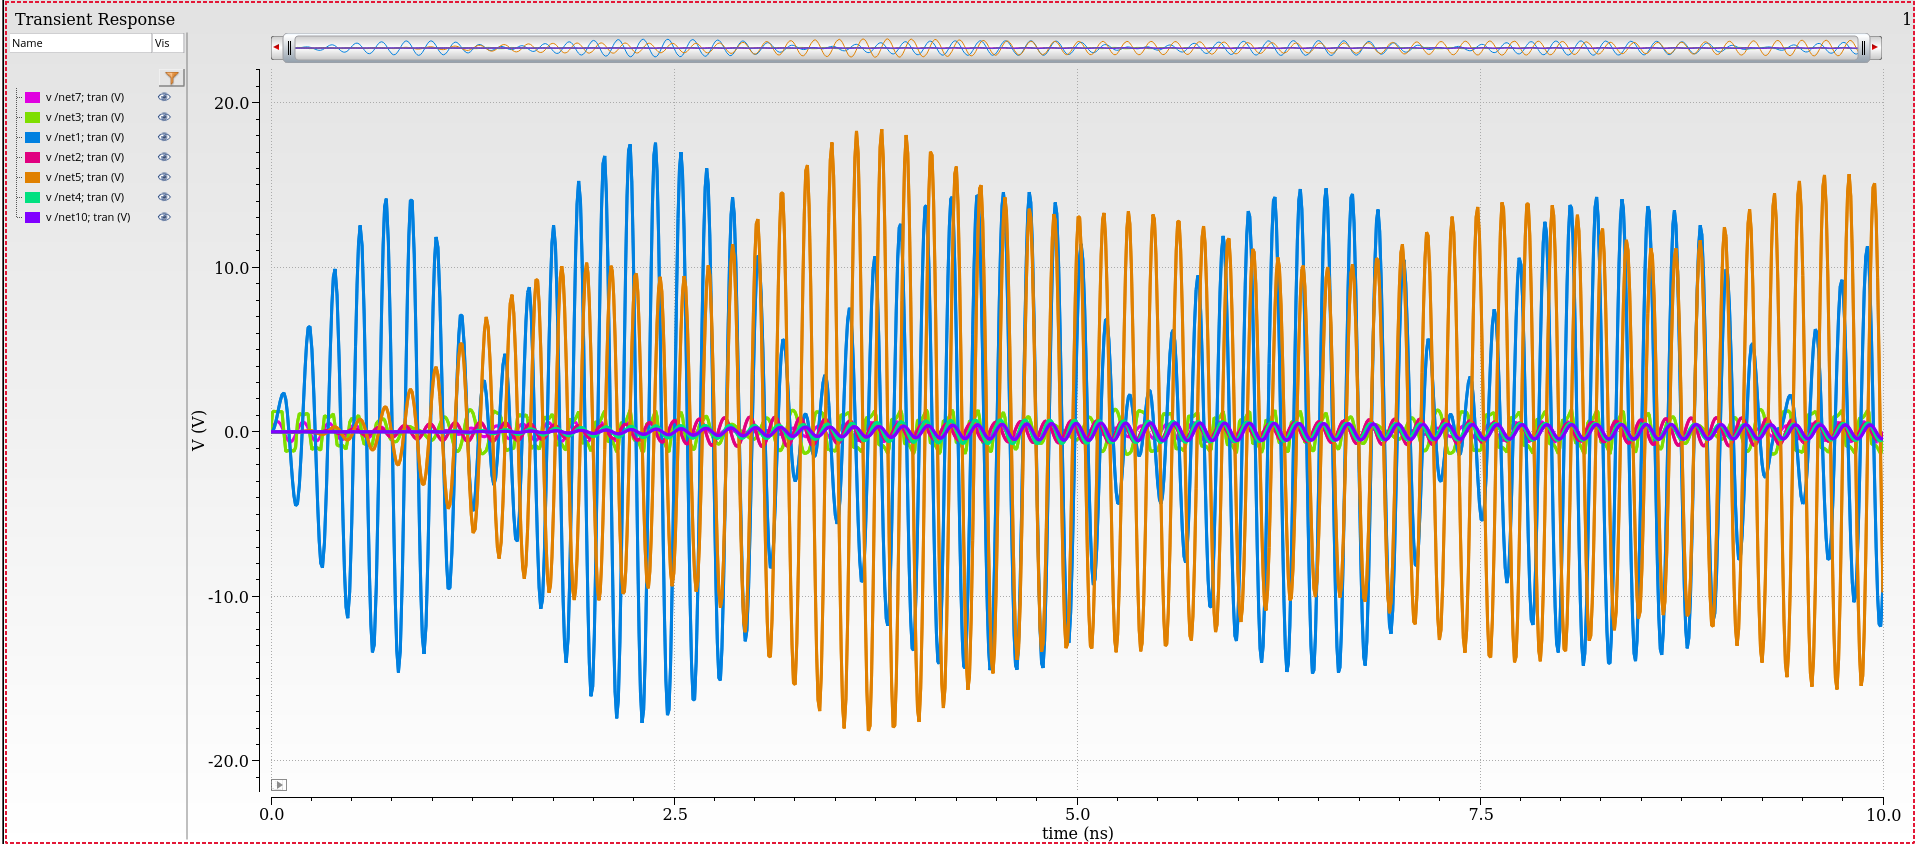 Transient Response
1
Name Vis
v /net7; tran (V)
v /net3; tran (V)
v /net1; tran (V)
v /net2; tran (V)
v /net5; tran (V)
v /net4; tran (V)
v /net10; tran (V)
20.0
10.0
0.0
-10.0
-20.0
V (V)
0.0 2.5 5.0 7.5 10.0
time (ns)